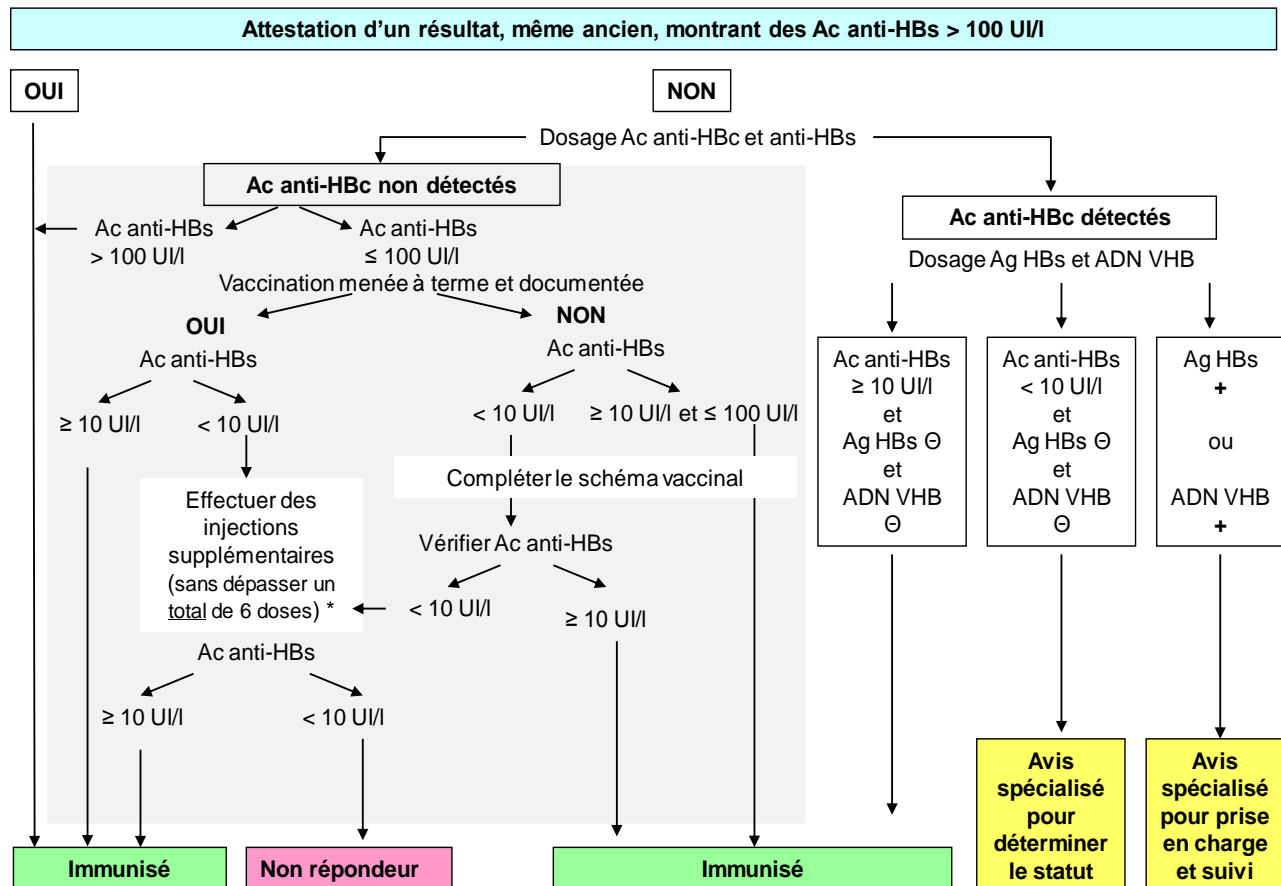 Attestation d’un résultat, même ancien, montrant des Ac anti-HBs > 100 UI/l
OUI
NON
Dosage Ac anti-HBc et anti-HBs
Ac anti-HBc non détectés
Ac anti-HBs
> 100 UI/l
Ac anti-HBs
≤ 100 UI/l
Vaccination menée à terme et documentée
OUI
Ac anti-HBs
≥ 10 UI/l
< 10 UI/l
Effectuer des
injections
supplémentaires
(sans dépasser un
total de 6 doses) *
Ac anti-HBs
≥ 10 UI/l
< 10 UI/l
NON
Ac anti-HBs
< 10 UI/l
≥ 10 UI/l et ≤ 100 UI/l
Compléter le schéma vaccinal
Vérifier Ac anti-HBs
< 10 UI/l
≥ 10 UI/l
Ac anti-HBc détectés
Dosage Ag HBs et ADN VHB
Ac anti-HBs
≥ 10 UI/l
et
Ag HBs Θ
et
ADN VHB
Θ
Ac anti-HBs
< 10 UI/l
et
Ag HBs Θ
et
ADN VHB
Θ
Ag HBs
+
ou
ADN VHB
+
Immunisé
Non répondeur
Immunisé
Avis
spécialisé
pour
déterminer
le statut
Avis
spécialisé
pour prise
en charge
et suivi